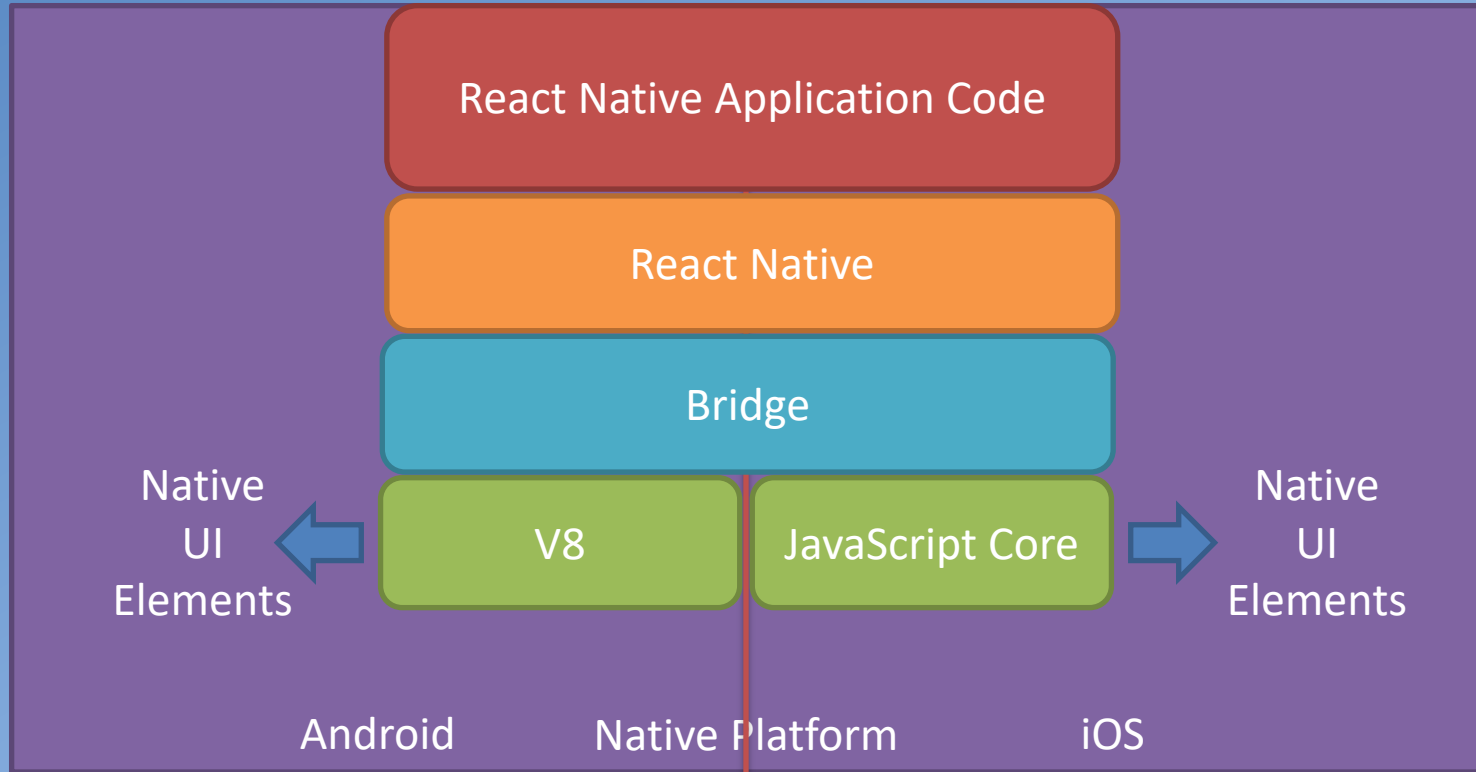 React Native Application Code
React Native
Bridge
Native
UI
Elements
V8
JavaScript Core
Native
UI
Elements
Android
Native Platform
iOS